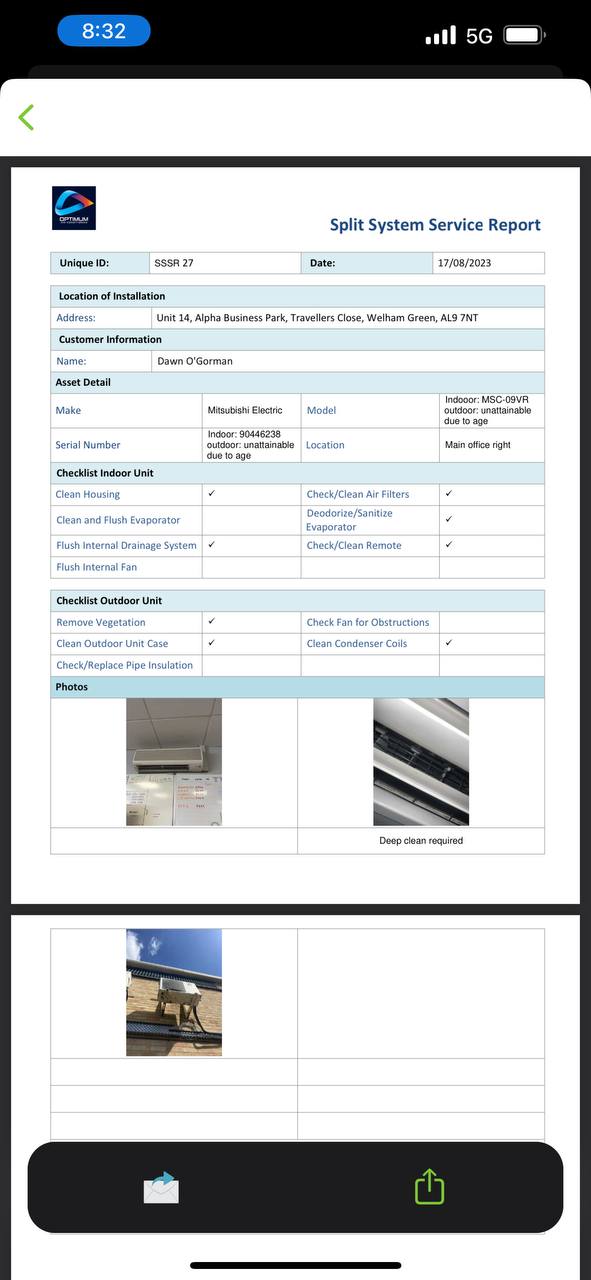 8:32
5G
OPTIMUM
Split System Service Report
Unique ID: SSSR 27 Date: 17/08/2023
Location of Installation
Address: Unit 14, Alpha Business Park, Travellers Close, Welham Green, AL9 7NT
Customer Information
Name: Dawn O'Gorman
Asset Detail
Make Mitsubishi Electric Model Indooor: MSC-09VR
outdoor: unattainable
due to age
Serial Number Indoor: 90446238
outdoor: unattainable
due to age
Location Main office right
Checklist Indoor Unit
Clean Housing ✓ Check/Clean Air Filters ✓
Clean and Flush Evaporator Deodorize/Sanitize
Evaporator ✓
Flush Internal Drainage System ✓ Check/Clean Remote ✓
Flush Internal Fan
Checklist Outdoor Unit
Remove Vegetation ✓ Check Fan for Obstructions
Clean Outdoor Unit Case ✓ Clean Condenser Coils ✓
Check/Replace Pipe Insulation
Photos
Deep clean required